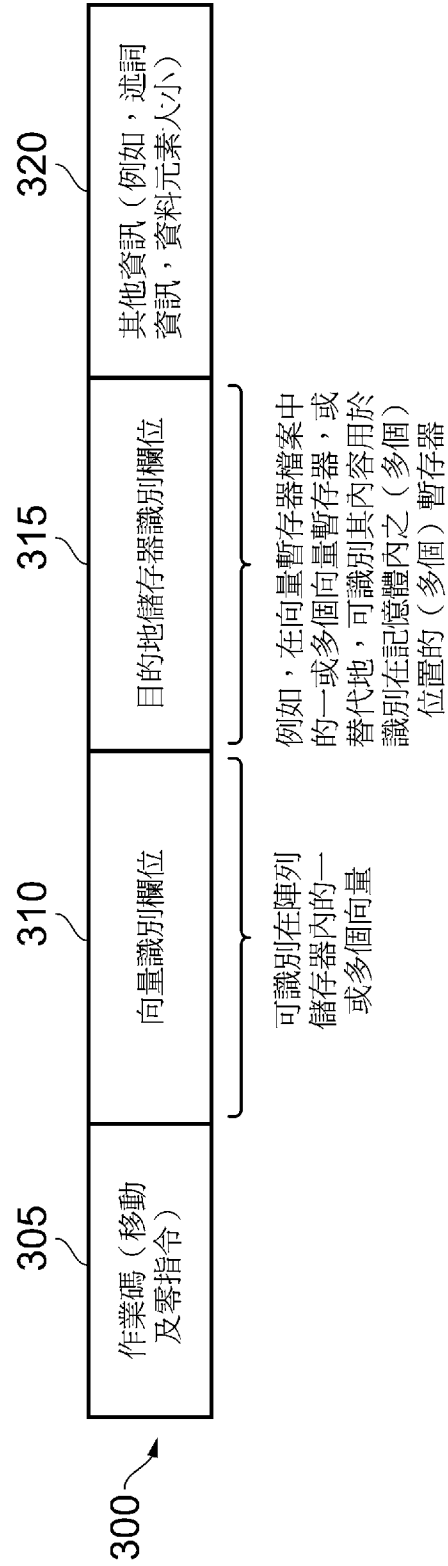 300
305
作業碼（移動
及零指令）
310
向量識別欄位
可識別在陣列
儲存器內的一
或多個向量
315
目的地儲存器識別欄位
例如，在向量暫存器檔案中
的一或多個向量暫存器，或
替代地，可識別其內容用於
識別在記憶體內之（多個）
位置的（多個）暫存器
320
其他資訊（例如，述詞
資訊，資料元素大小）